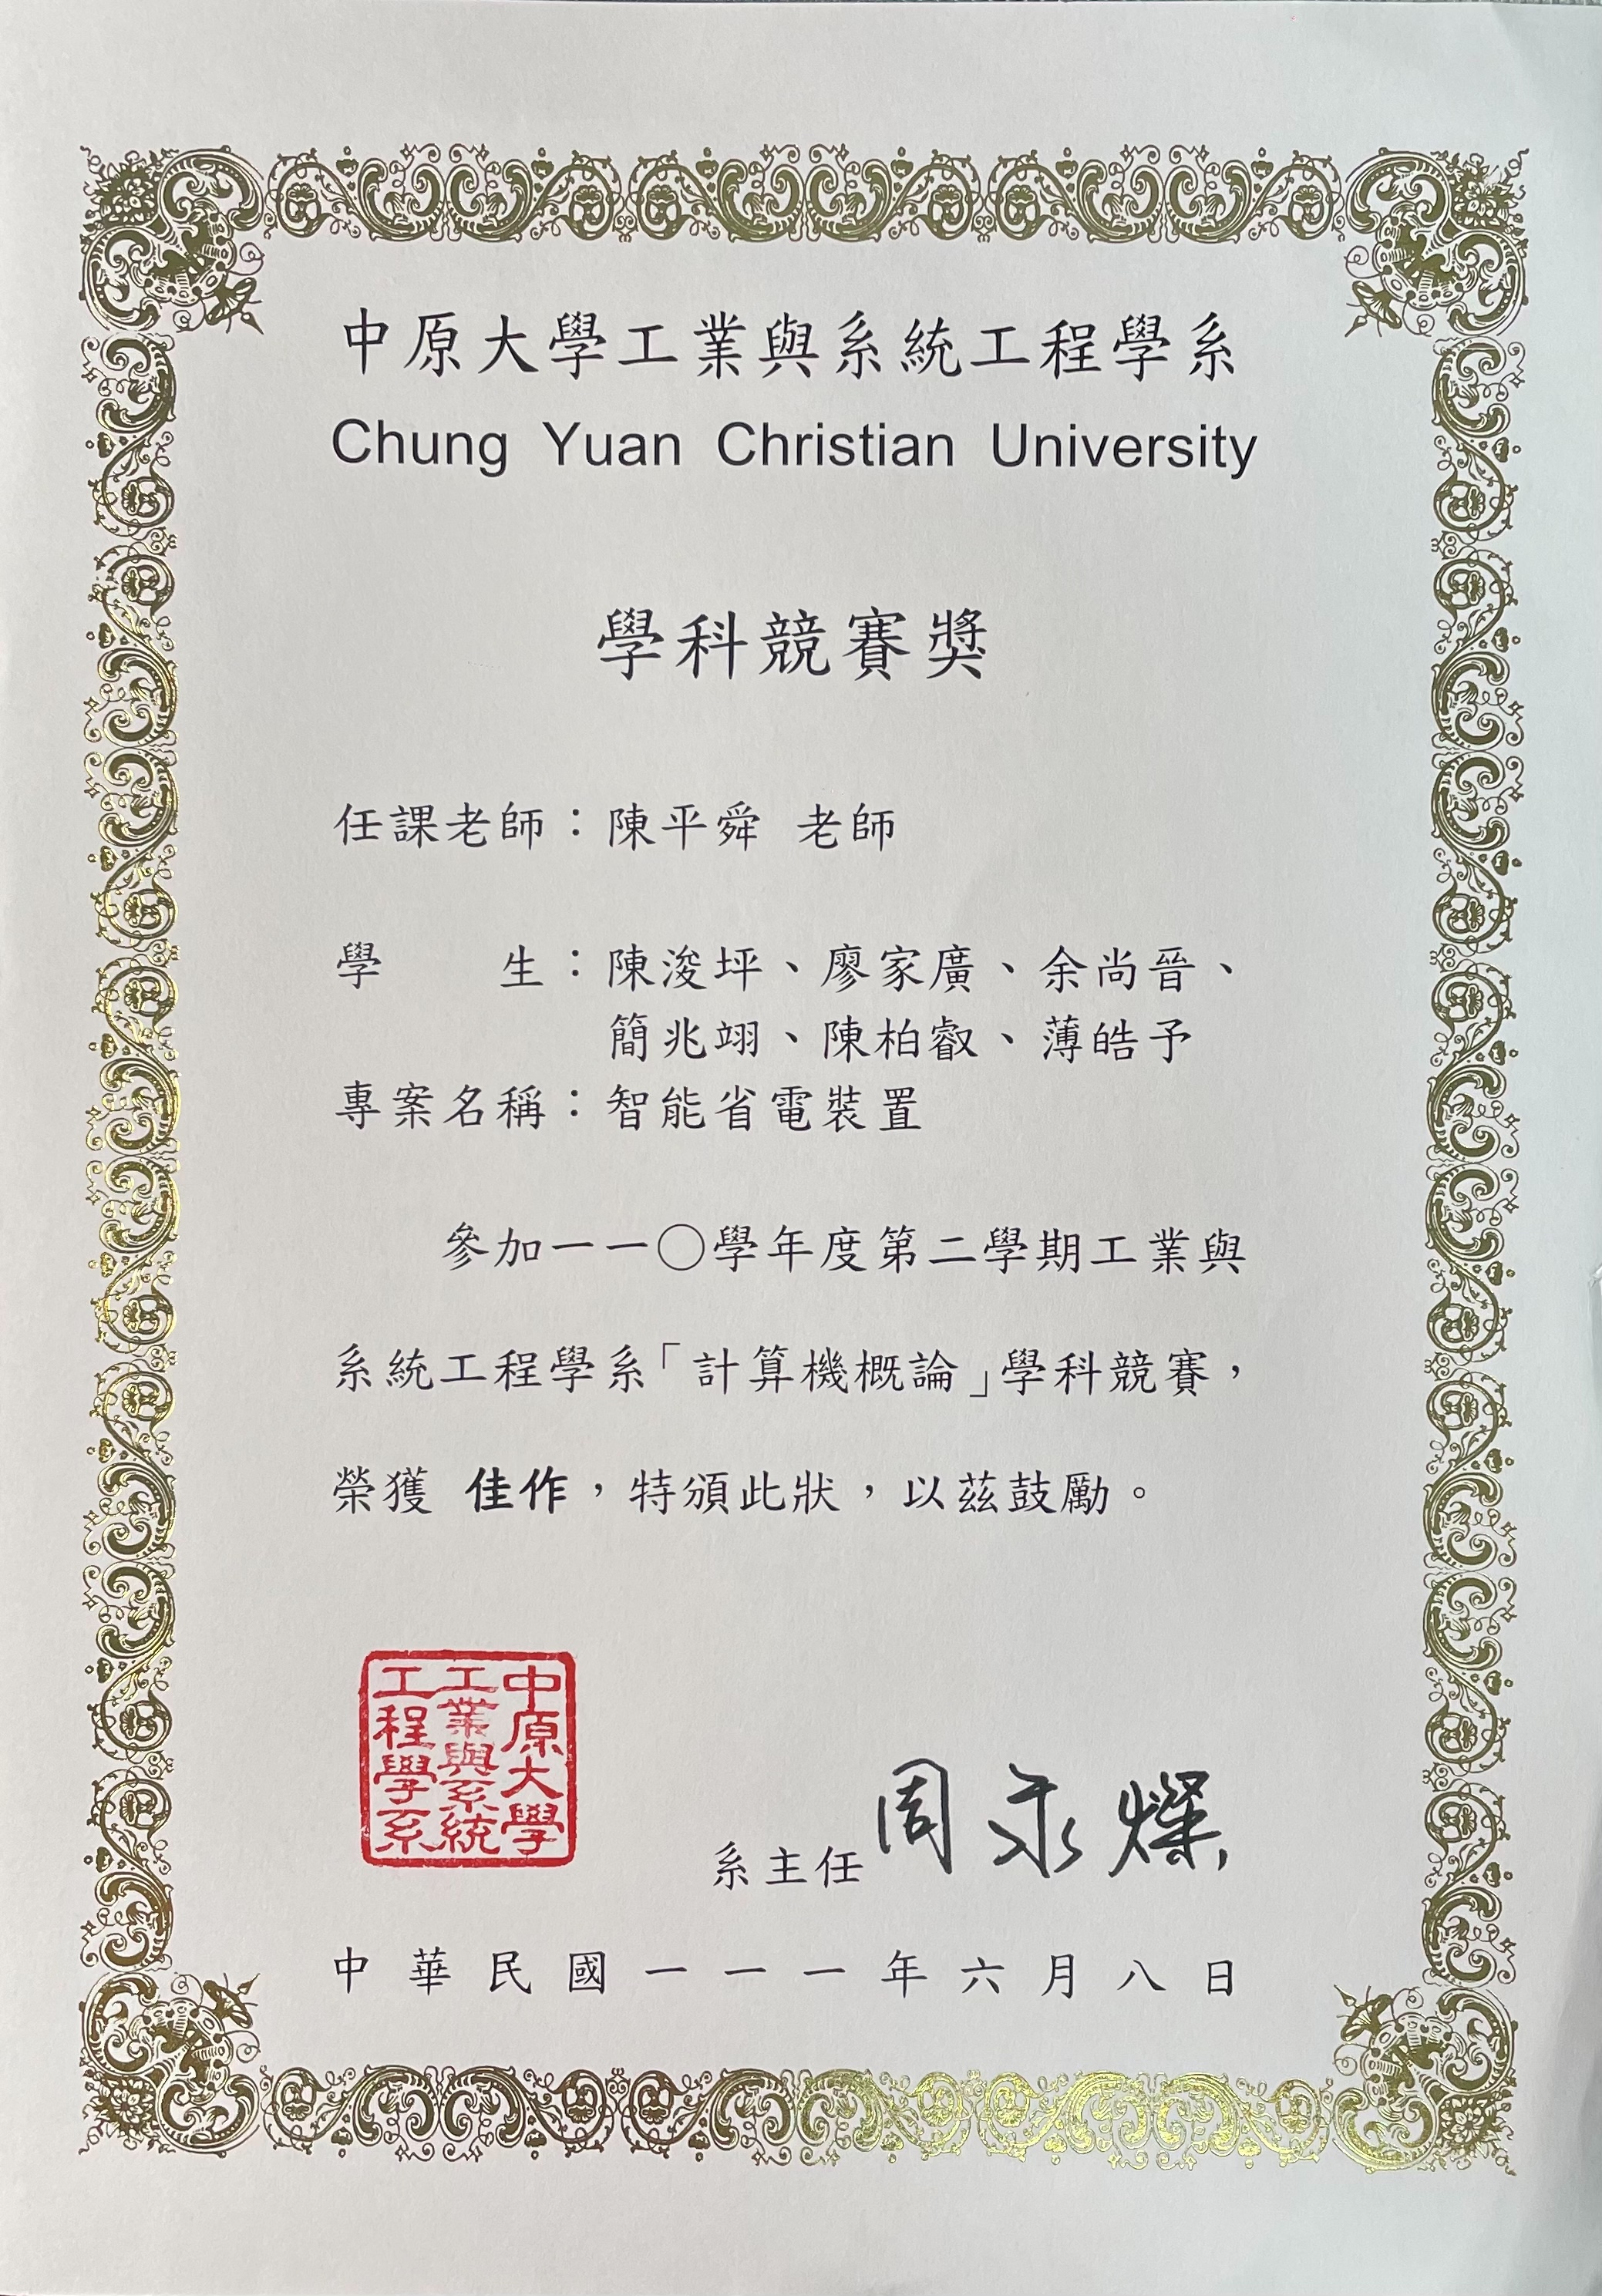 中原大學工業與系統工程學系
Chung Yuan Christian University
學科競賽獎
任課老師：陳平舜 老師
學 生：陳浚坪、廖家廣、余尚晉、
簡兆翊、陳柏叡、薄皓予
專案名稱：智能省電裝置
參加一一〇學年度第二學期工業與
系統工程學系「計算機概論」學科競賽，
榮獲 佳作，特頒此狀，以茲鼓勵。
中原大學
工業與系統
工程學系
系主任 周永燦
中華民國一一一年六月八日